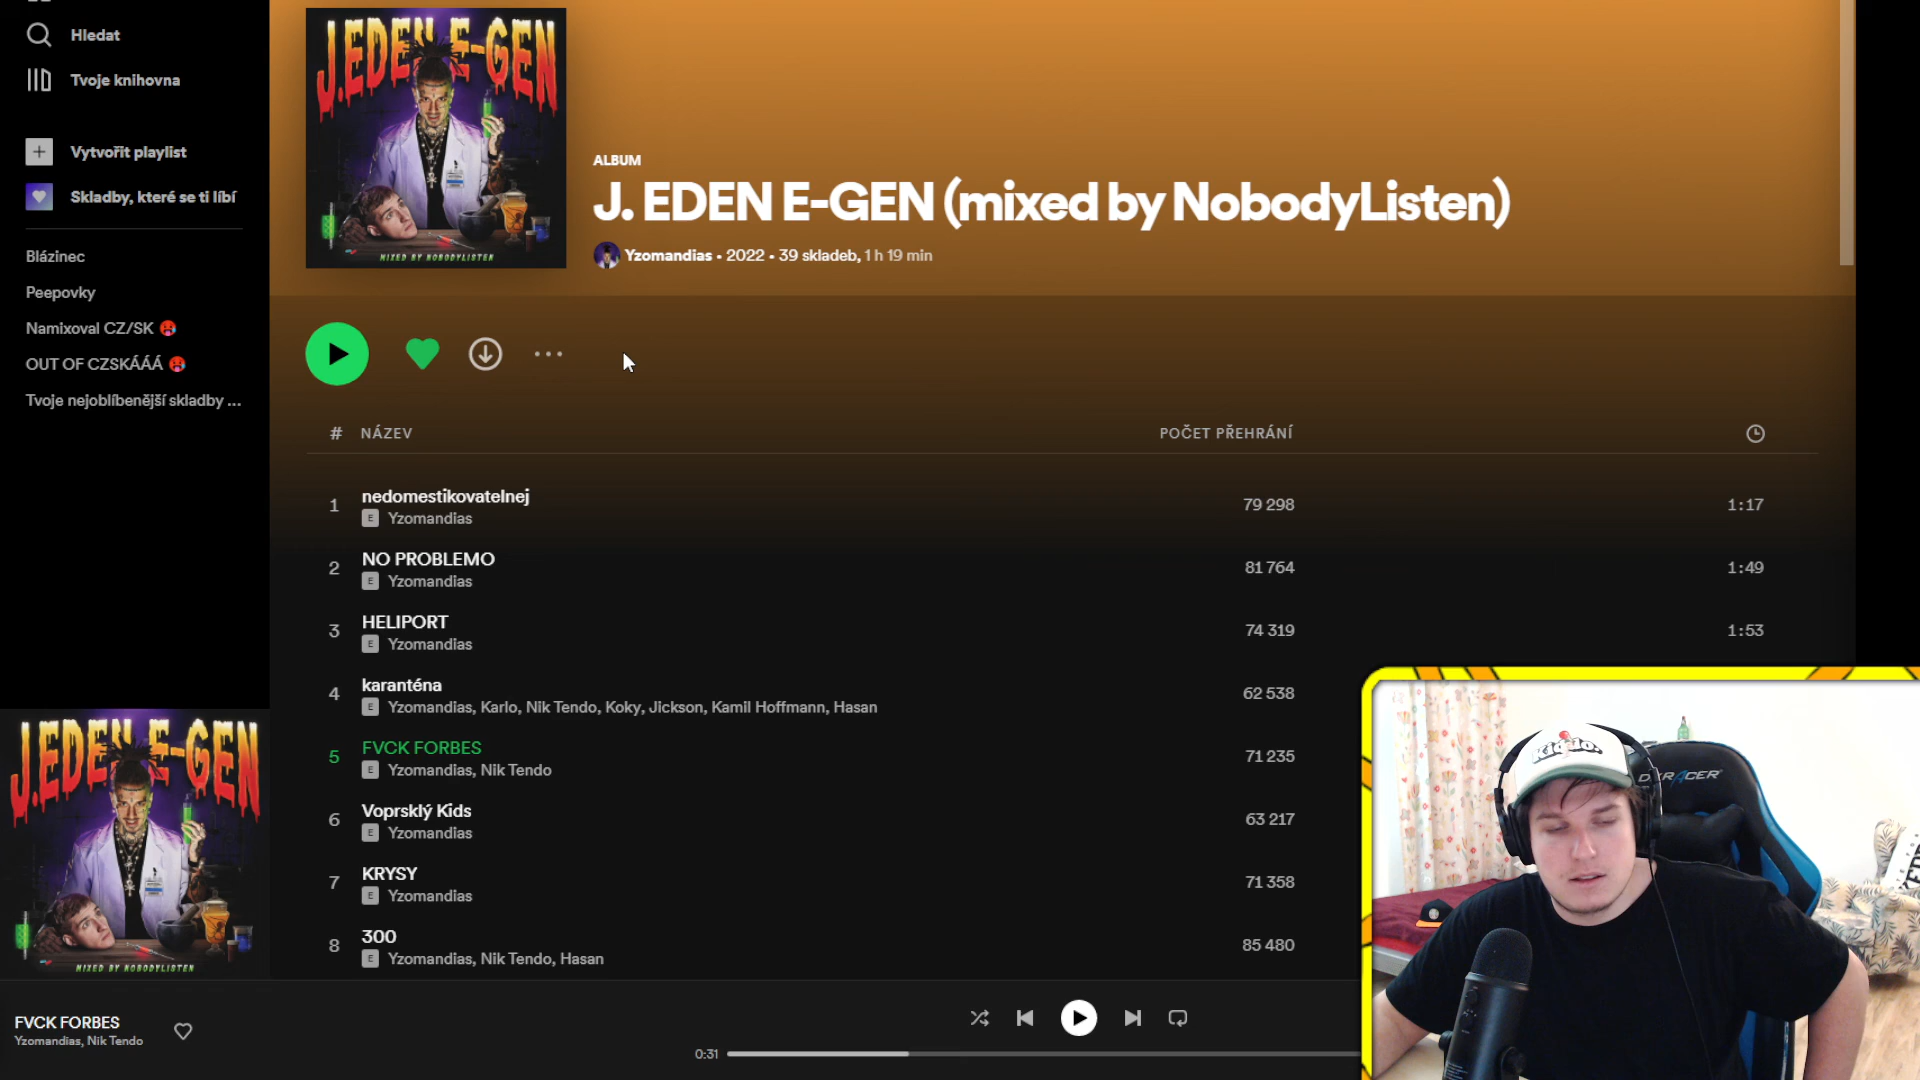 Hledat
Tvoje knihovna
Vytvořit playlist
Skladby, které se ti líbí
Blázinec
Peepovky
Namixoval CZ/SK
OUT OF CZSKÁÁÁ
Tvoje nejoblíbenější skladby ...
J.EDEN E-GEN
MIXED BY NOBODYLISTEN
ALBUM
J. EDEN E-GEN (mixed by NobodyListen)
Yzomandias • 2022 • 39 skladeb, 1 h 19 min
# NÁZEV POČET PŘEHRÁNÍ
1 nedomestikovatelnej 79 298 1:17
E Yzomandias
2 NO PROBLEMO 81 764 1:49
E Yzomandias
3 HELIPORT 74 319 1:53
E Yzomandias
4 karanténa 62 538
E Yzomandias, Karlo, Nik Tendo, Koky, Jickson, Kamil Hoffmann, Hasan
5 FVCK FORBES 71 235
E Yzomandias, Nik Tendo
6 Voprsklý Kids 63 217
E Yzomandias
7 KRYSY 71 358
E Yzomandias
8 300 85 480
E Yzomandias, Nik Tendo, Hasan
J.EDEN E-GEN
MIXED BY NOBODYLISTEN
FVCK FORBES
Yzomandias, Nik Tendo
0:31
DXRACER